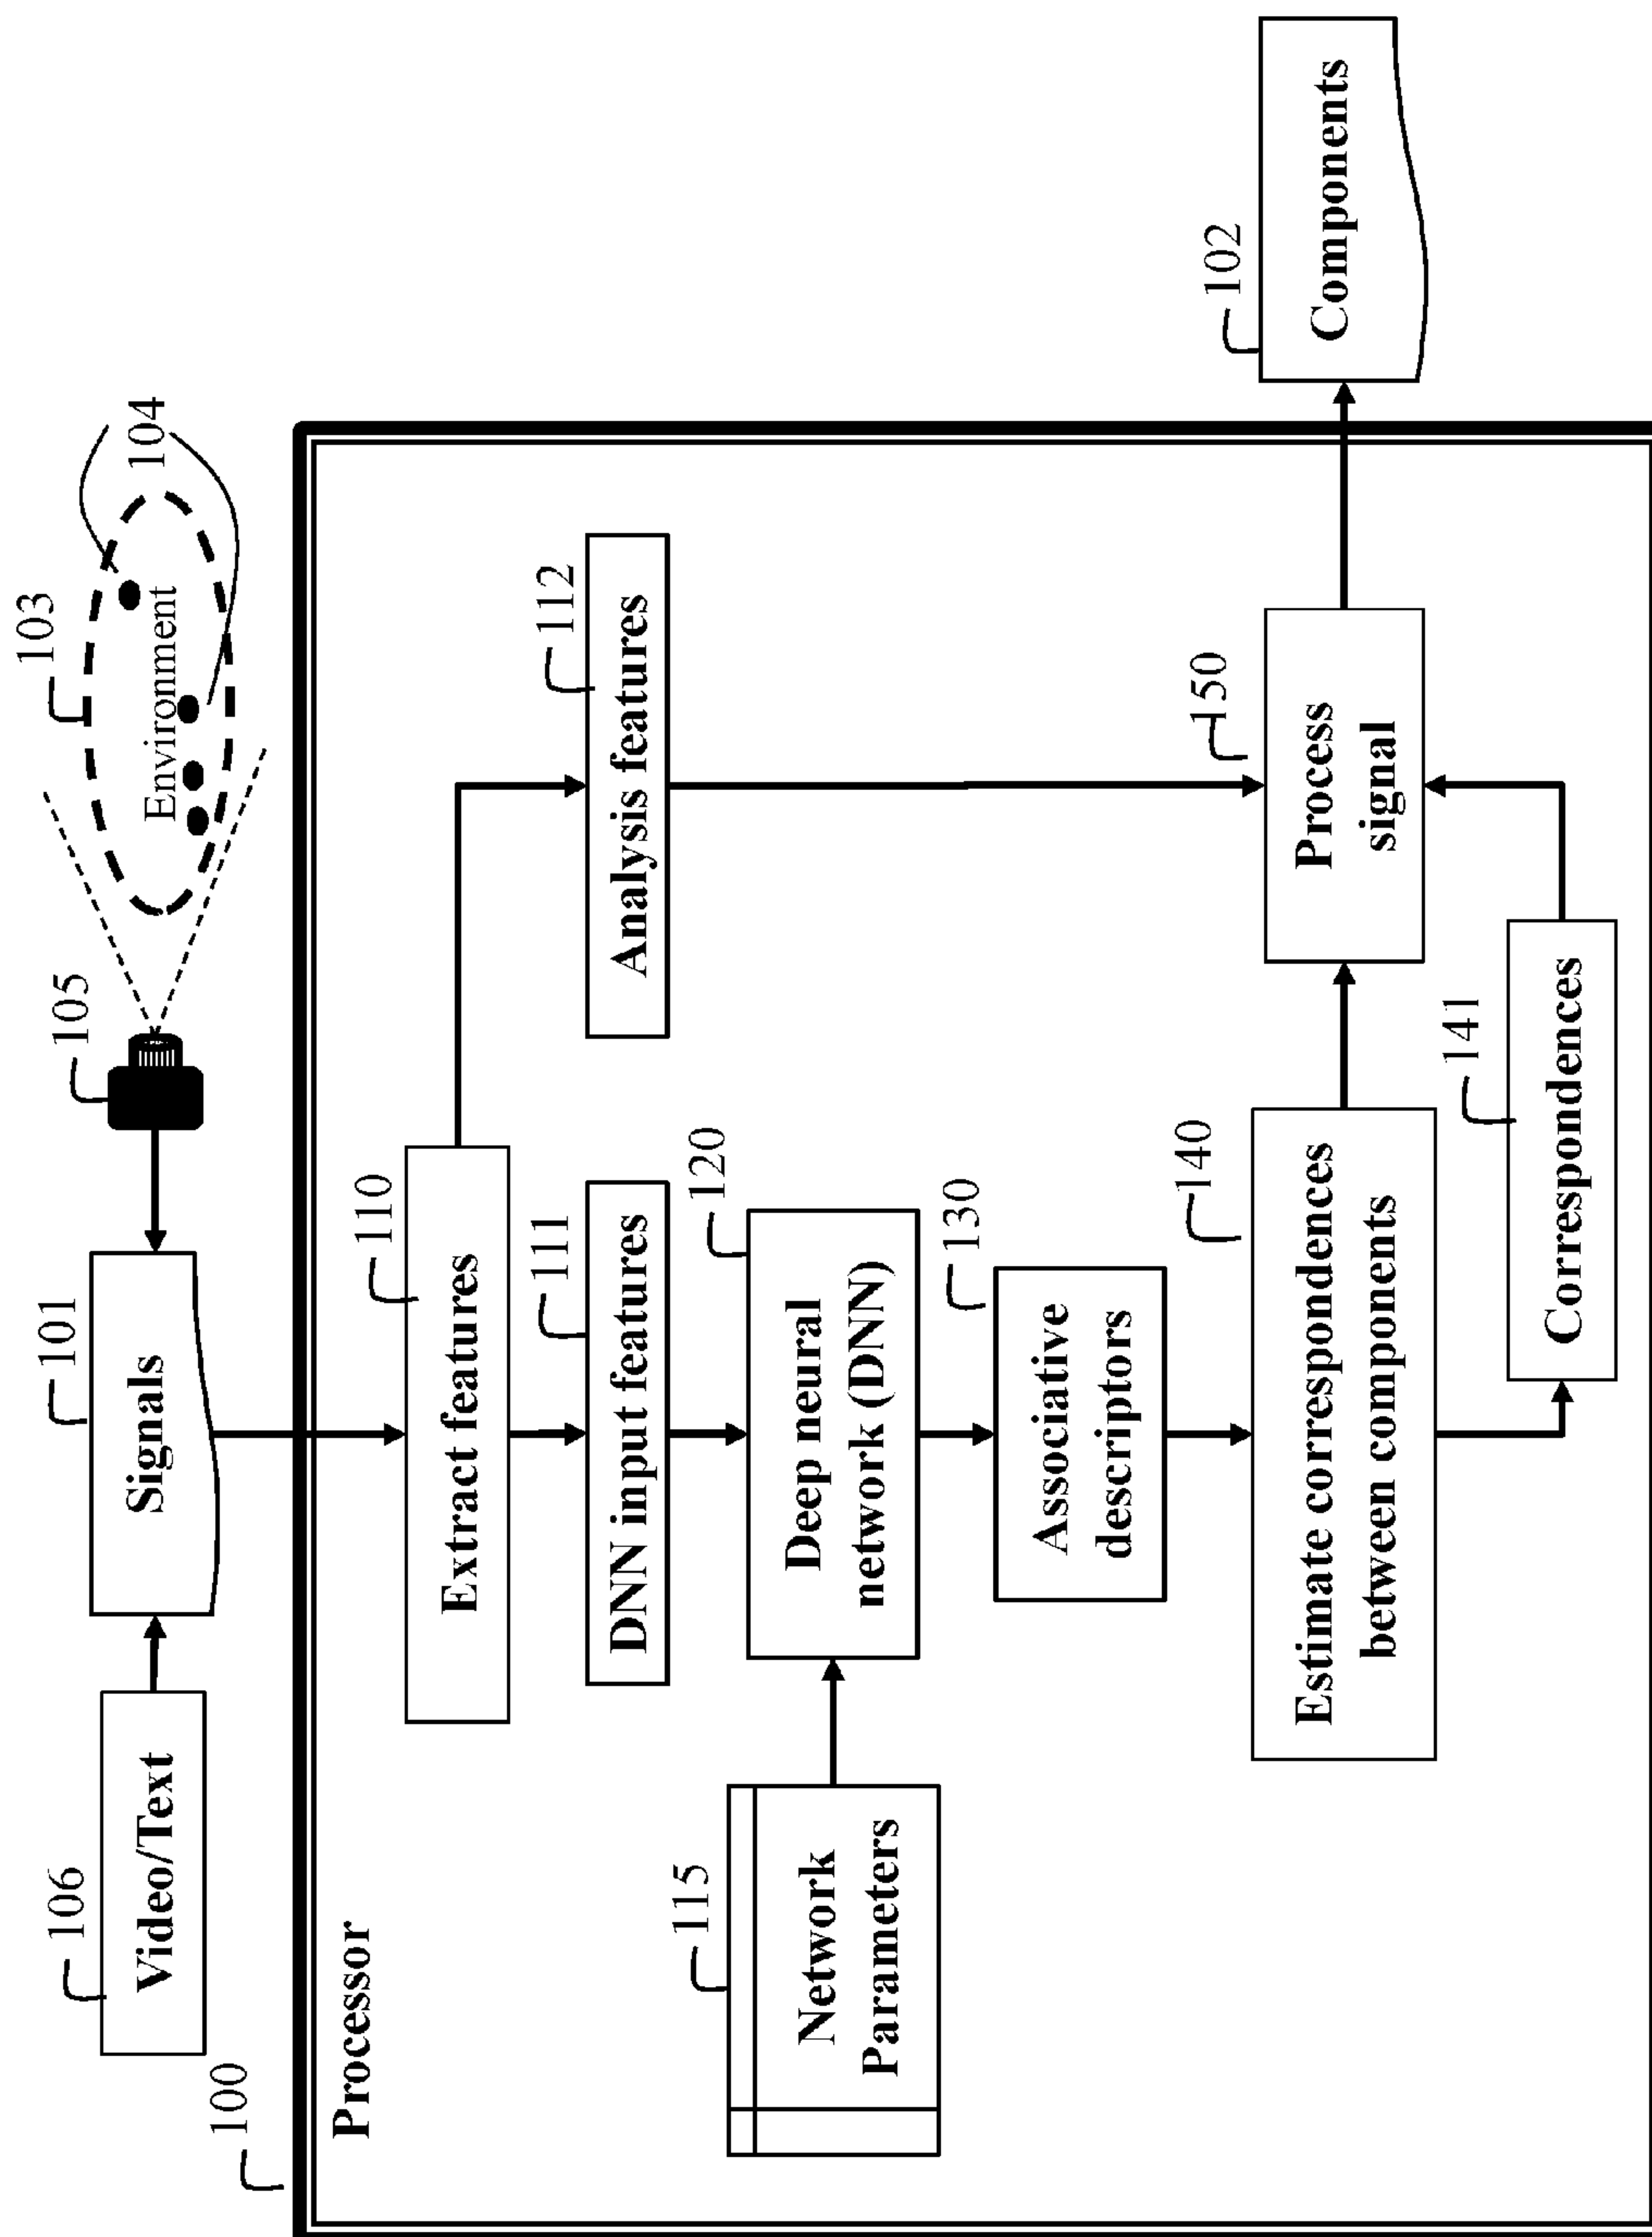 103
104
Environment
105
101
Signals
106
Video/Text
100
Processor
110
Extract features
111
DNN input features
112
Analysis features
115
Network
Parameters
120
Deep neural
network (DNN)
130
Associative
descriptors
140
Estimate correspondences
between components
141
Correspondences
150
Process
signal
102
Components